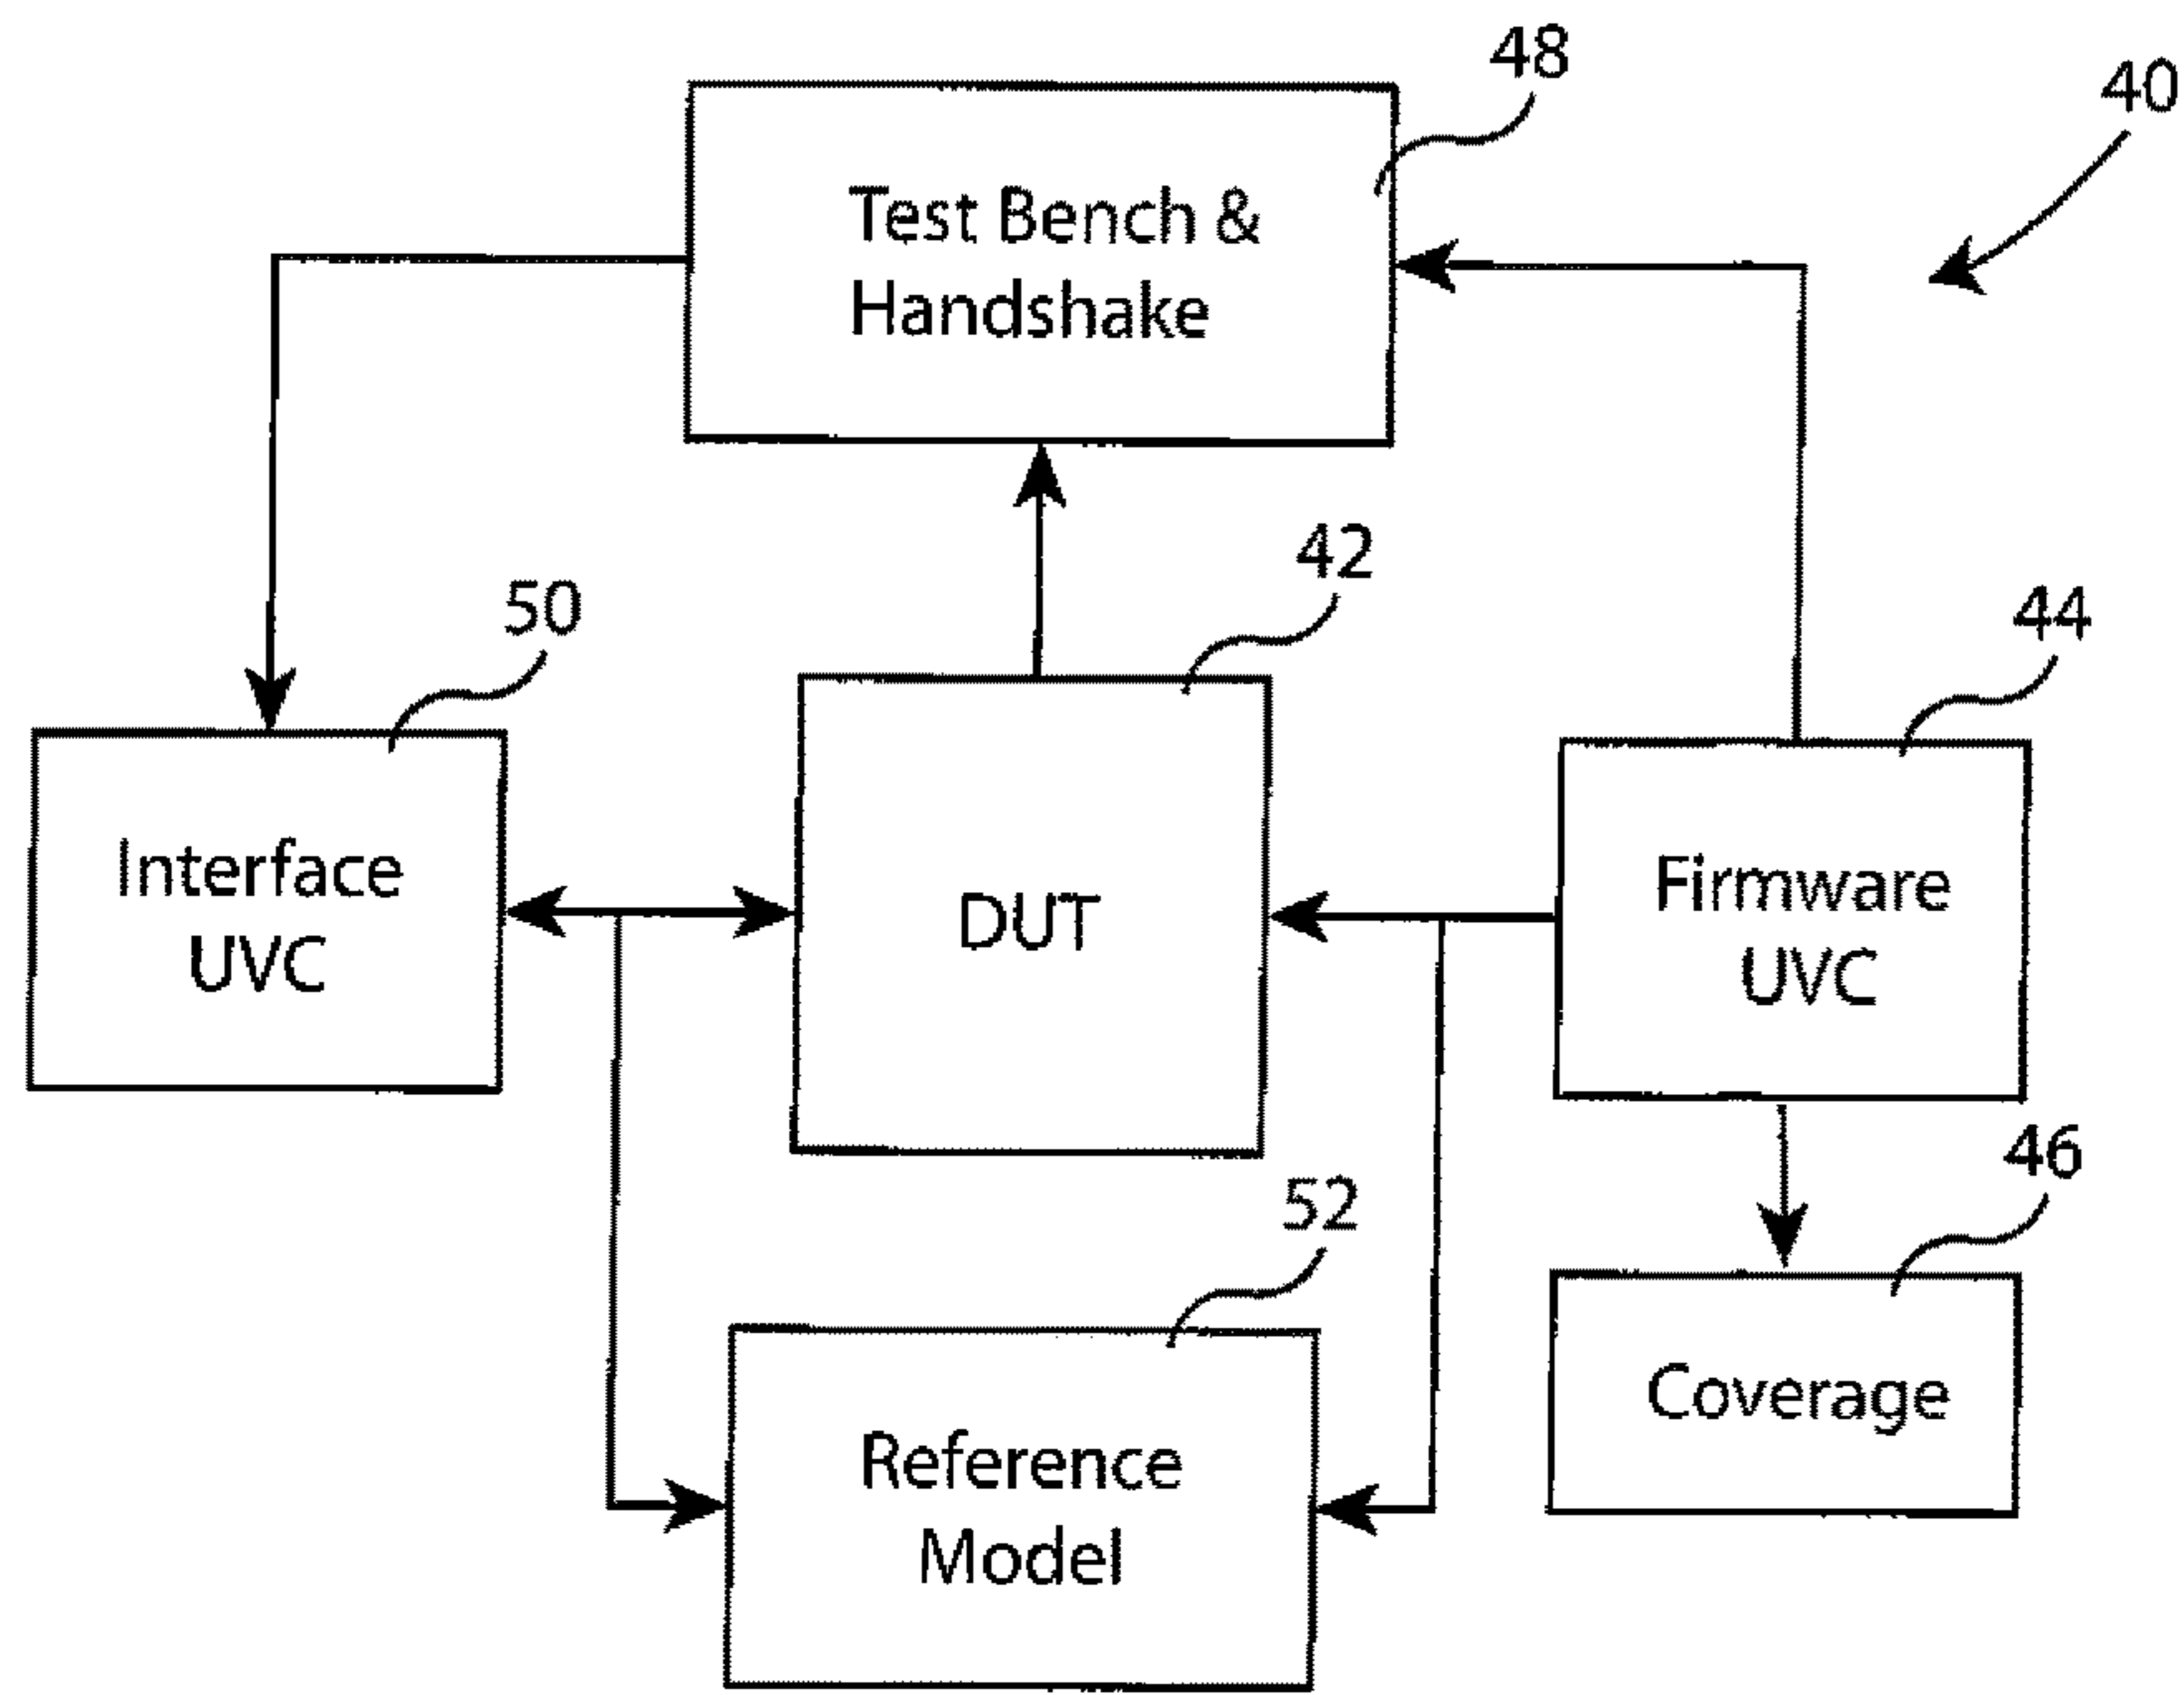 48
40
Test Bench &
Handshake
42
50
44
Interface
UVC
DUT
Firmware
UVC
46
52
Coverage
Reference
Model